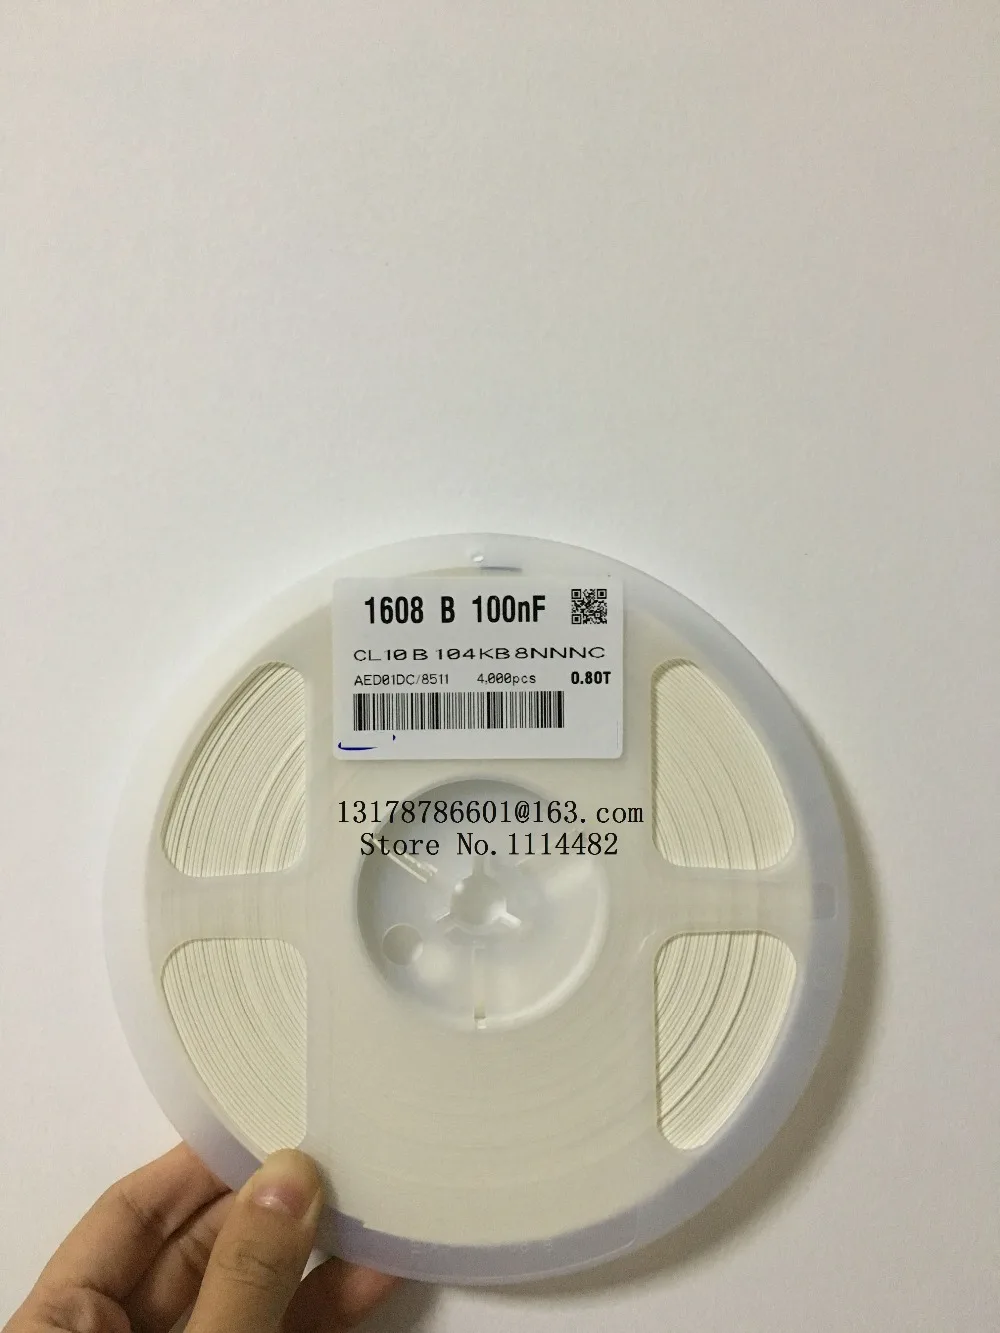 1608 B 100nF
CL10B104KB8NNNC
AED01DC/8511 4,000pcs 0.80T
13178786601@163.com
Store No.1114482